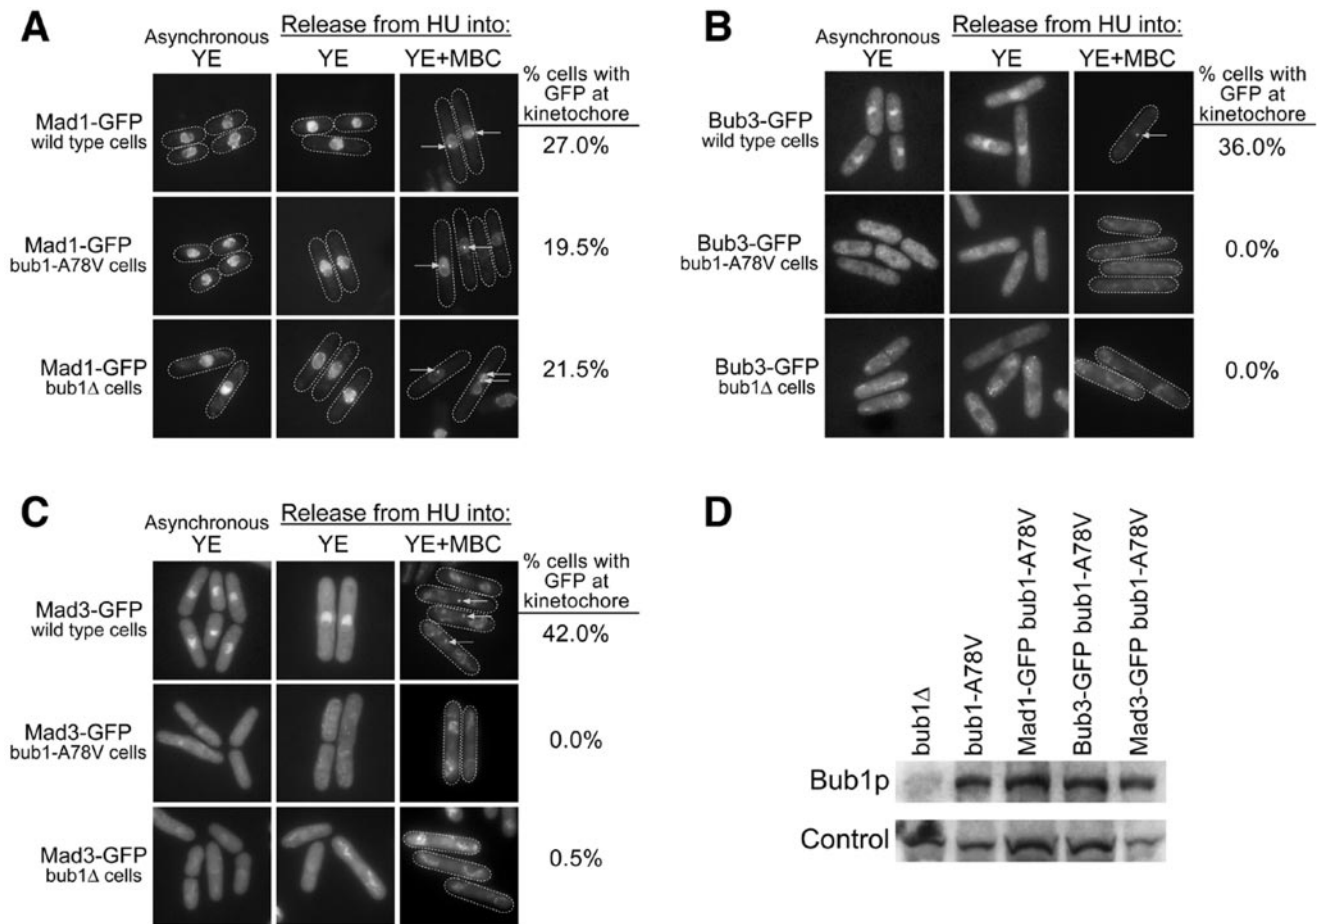 A
Asynchronous
YE
Release from HU into:
YE
YE+MBC
% cells with
GFP at
kinetochore
Mad1-GFP
wild type cells
27.0%
Mad1-GFP
bub1-A78V cells
19.5%
Mad1-GFP
bub1Δ cells
21.5%
B
Asynchronous
YE
Release from HU into:
YE
YE+MBC
% cells with
GFP at
kinetochore
Bub3-GFP
wild type cells
36.0%
Bub3-GFP
bub1-A78V cells
0.0%
Bub3-GFP
bub1Δ cells
0.0%
C
Asynchronous
YE
Release from HU into:
YE
YE+MBC
% cells with
GFP at
kinetochore
Mad3-GFP
wild type cells
42.0%
Mad3-GFP
bub1-A78V cells
0.0%
Mad3-GFP
bub1Δ cells
0.5%
D
bub1Δ
bub1-A78V
Mad1-GFP bub1-A78V
Bub3-GFP bub1-A78V
Mad3-GFP bub1-A78V
Bub1p
Control